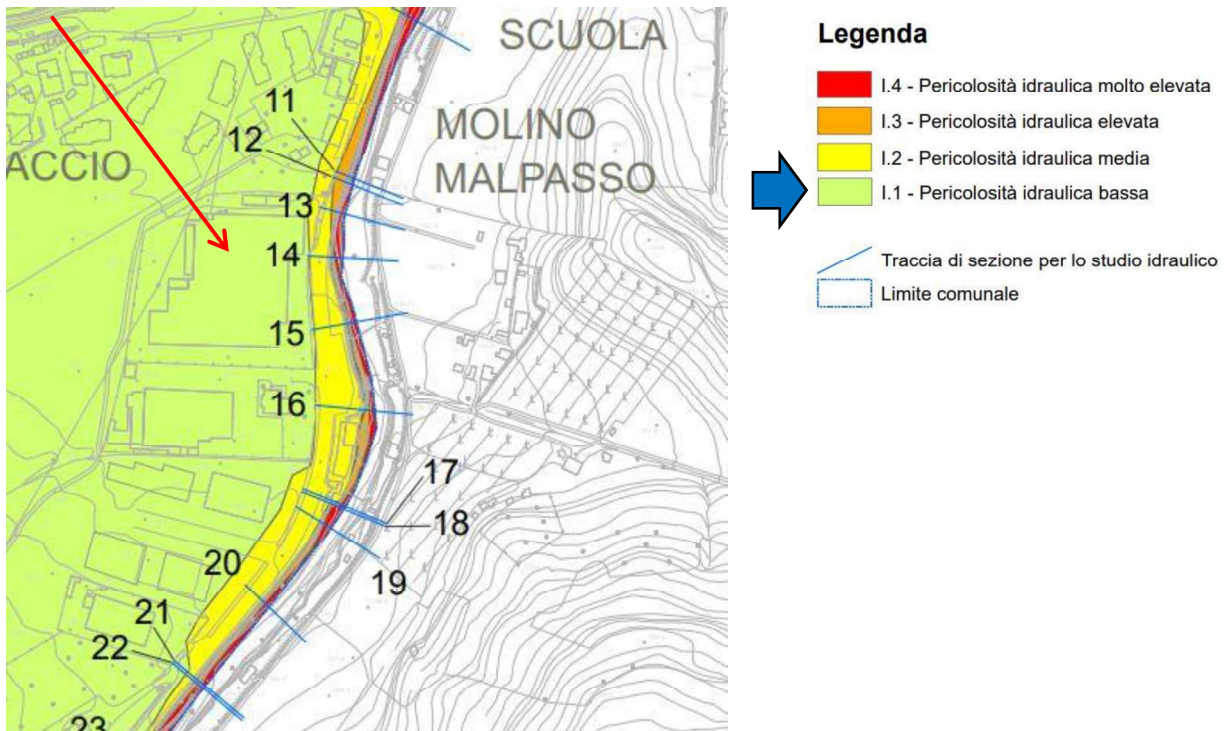 SCUOLA
11
MOLINO
MALPASSO
12
ACCIO
13
14
15
16
17
18
19
20
21
22
23
Legenda
I.4 - Pericolosità idraulica molto elevata
I.3 - Pericolosità idraulica elevata
I.2 - Pericolosità idraulica media
I.1 - Pericolosità idraulica bassa
Traccia di sezione per lo studio idraulico
Limite comunale